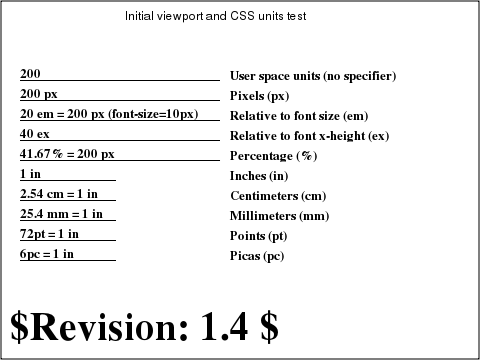 Initial viewport and CSS units test
200 User space units (no specifier)
200 px Pixels (px)
20 em = 200 px (font-size=10px) Relative to font size (em)
40 ex Relative to font x-height (ex)
41.67% = 200 px Percentage (%)
1 in Inches (in)
2.54 cm = 1 in Centimeters (cm)
25.4 mm = 1 in Millimeters (mm)
72pt = 1 in Points (pt)
6pc = 1 in Picas (pc)
$Revision: 1.4 $